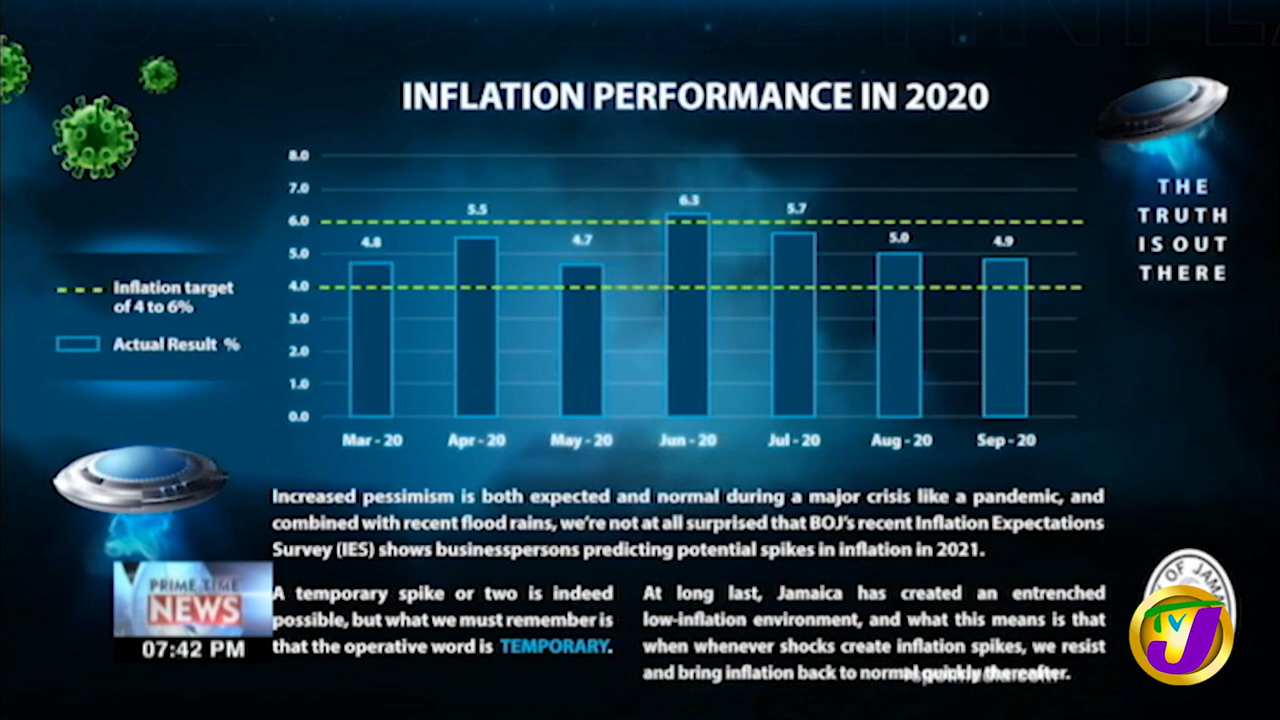 INFLATION PERFORMANCE IN 2020
8.0
7.0
6.0
5.0
4.0
3.0
2.0
1.0
0.0
4.8
5.5
4.7
6.3
5.7
5.0
4.9
Mar - 20
Apr - 20
May - 20
Jun - 20
Jul - 20
Aug - 20
Sep - 20
Inflation target
of 4 to 6%
Actual Result %
THE
TRUTH
IS OUT
THERE
Increased pessimism is both expected and normal during a major crisis like a pandemic, and
combined with recent flood rains, we're not at all surprised that BOJ's recent Inflation Expectations
Survey (IES) shows businesspersons predicting potential spikes in inflation in 2021.
A temporary spike or two is indeed
possible, but what we must remember is
that the operative word is TEMPORARY.
At long last, Jamaica has created an entrenched
low-inflation environment, and what this means is that
when whenever shocks create inflation spikes, we resist
and bring inflation back to normal quickly thereafter.
PRIME TIME
NEWS
07:42 PM
OF
TVJ